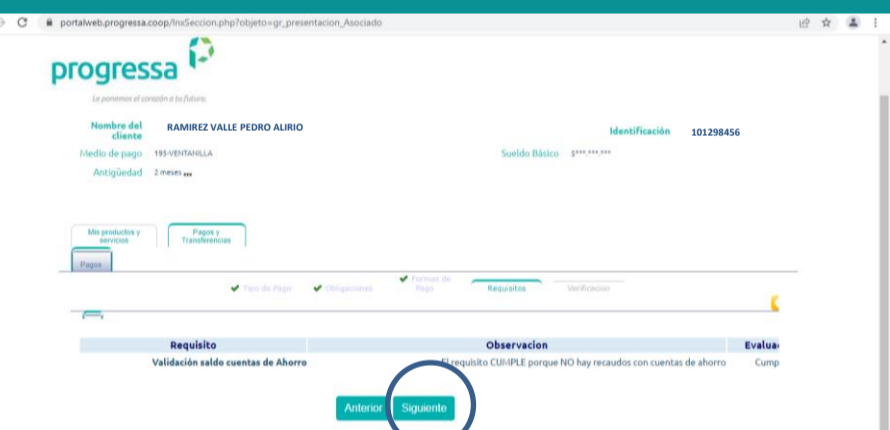 portalweb.progressa.coop/lnxSeccion.php?objeto=gr_presentacion_Asociado
progressa
Le ponemos el corazón a tu futuro.
Nombre del cliente RAMIREZ VALLE PEDRO ALIRIO Identificación 101298456
Medio de pago 193-VENTANILLA Sueldo Básico $***,***,***
Antigüedad 2 meses
Mis productos y servicios Pagos y Transferencias
Pagos
Tipo de Pago Obligaciones Formas de Pago Requisitos Verificacion
Requisito Observacion Evalua
Validación saldo cuentas de Ahorro El requisito CUMPLE porque NO hay recaudos con cuentas de ahorro Cump
Anterior Siguiente